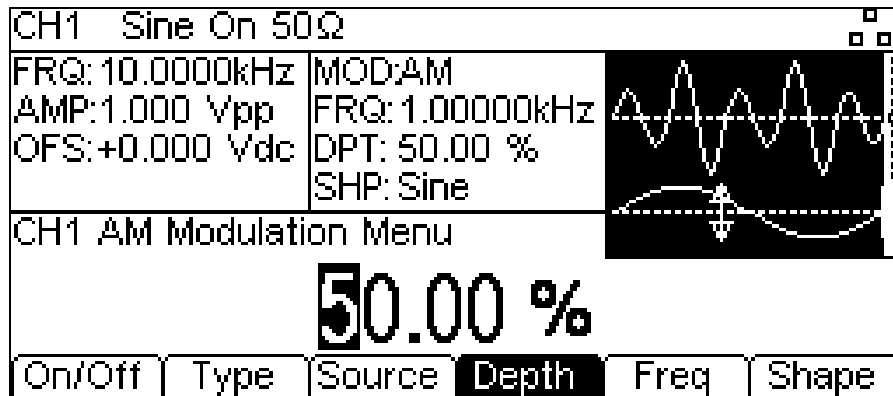 CH1 Sine On 50Ω
FRQ: 10.0000kHz
AMP:1.000 Vpp
OFS:+0.000 Vdc
MOD:AM
FRQ:1.00000kHz
DPT: 50.00 %
SHP: Sine
CH1 AM Modulation Menu
50.00 %
On/Off Type Source Depth Freq Shape